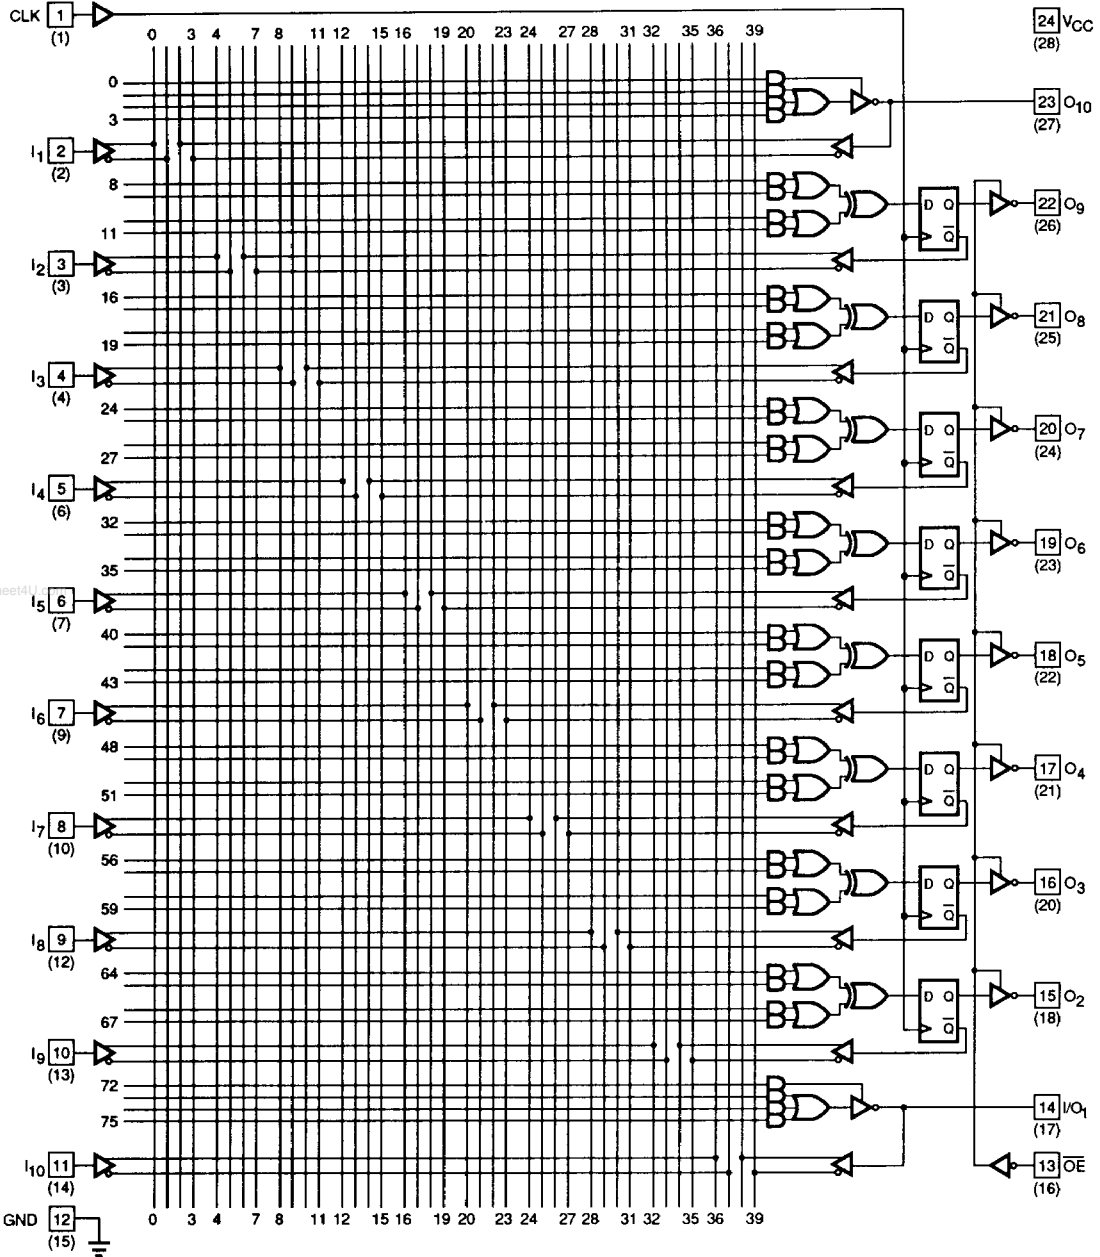 CLK 1
(1)
24 VCC
(28)
0 3 4 7 8 11 12 15 16 19 20 23 24 27 28 31 32 35 36 39
0
3
23 O10
(27)
I1 2
(2)
8
11
D Q
Q
22 O9
(26)
I2 3
(3)
16
19
D Q
Q
21 O8
(25)
I3 4
(4)
24
27
D Q
Q
20 O7
(24)
I4 5
(6)
32
35
D Q
Q
19 O6
(23)
I5 6
(7)
40
43
D Q
Q
18 O5
(22)
I6 7
(9)
48
51
D Q
Q
17 O4
(21)
I7 8
(10)
56
59
D Q
Q
16 O3
(20)
I8 9
(12)
64
67
D Q
Q
15 O2
(18)
I9 10
(13)
72
75
14 I/O1
(17)
I10 11
(14)
13 OE
(16)
GND 12
(15)
0 3 4 7 8 11 12 15 16 19 20 23 24 27 28 31 32 35 36 39